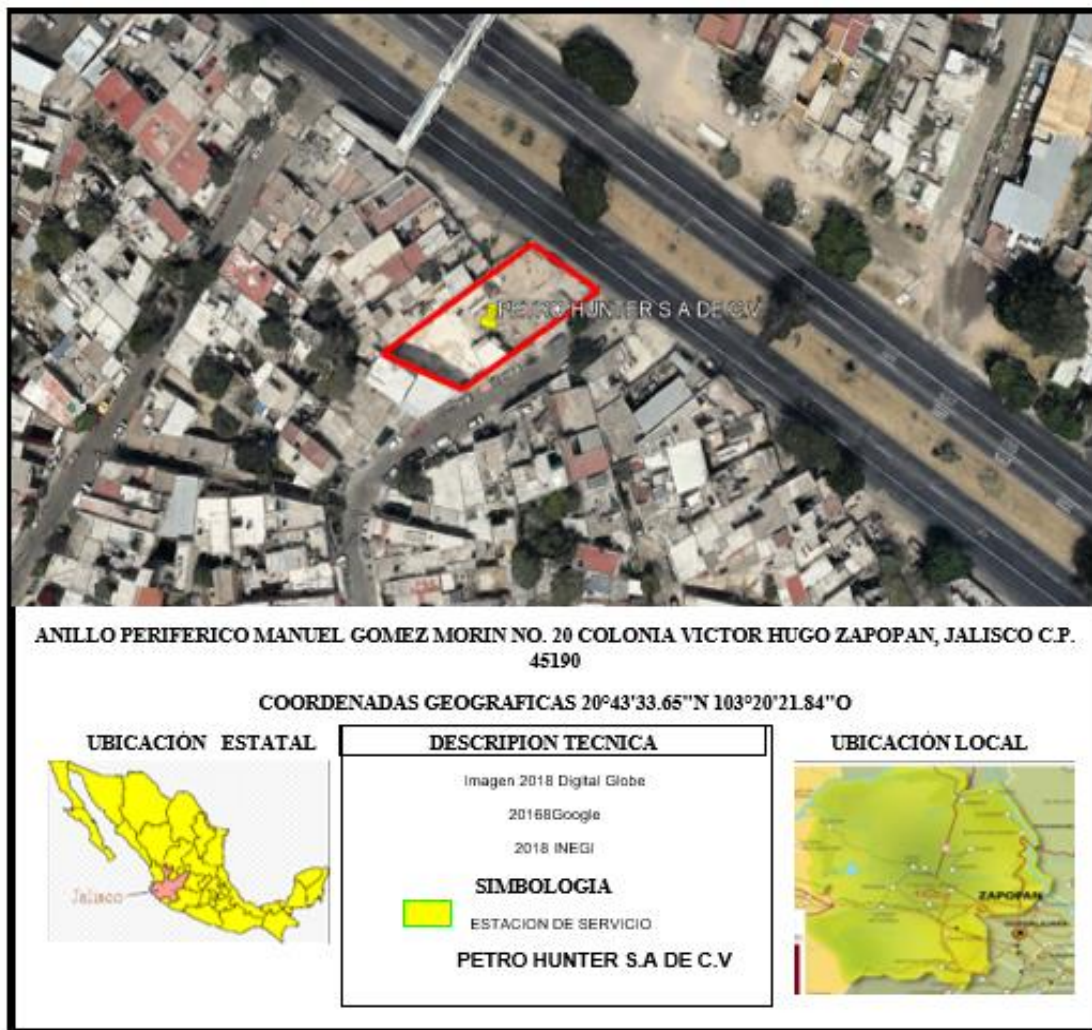 PETRO HUNTER S A DE C.V
ANILLO PERIFERICO MANUEL GOMEZ MORIN NO. 20 COLONIA VICTOR HUGO ZAPOPAN, JALISCO C.P.
45190
COORDENADAS GEOGRAFICAS 20°43'33.65"N 103°20'21.84"O
UBICACIÓN ESTATAL
Jalisco
DESCRIPION TECNICA
Imagen 2018 Digital Globe
20168Google
2018 INEGI
SIMBOLOGIA
ESTACION DE SERVICIO
PETRO HUNTER S.A DE C.V
UBICACIÓN LOCAL
ZAPOPAN